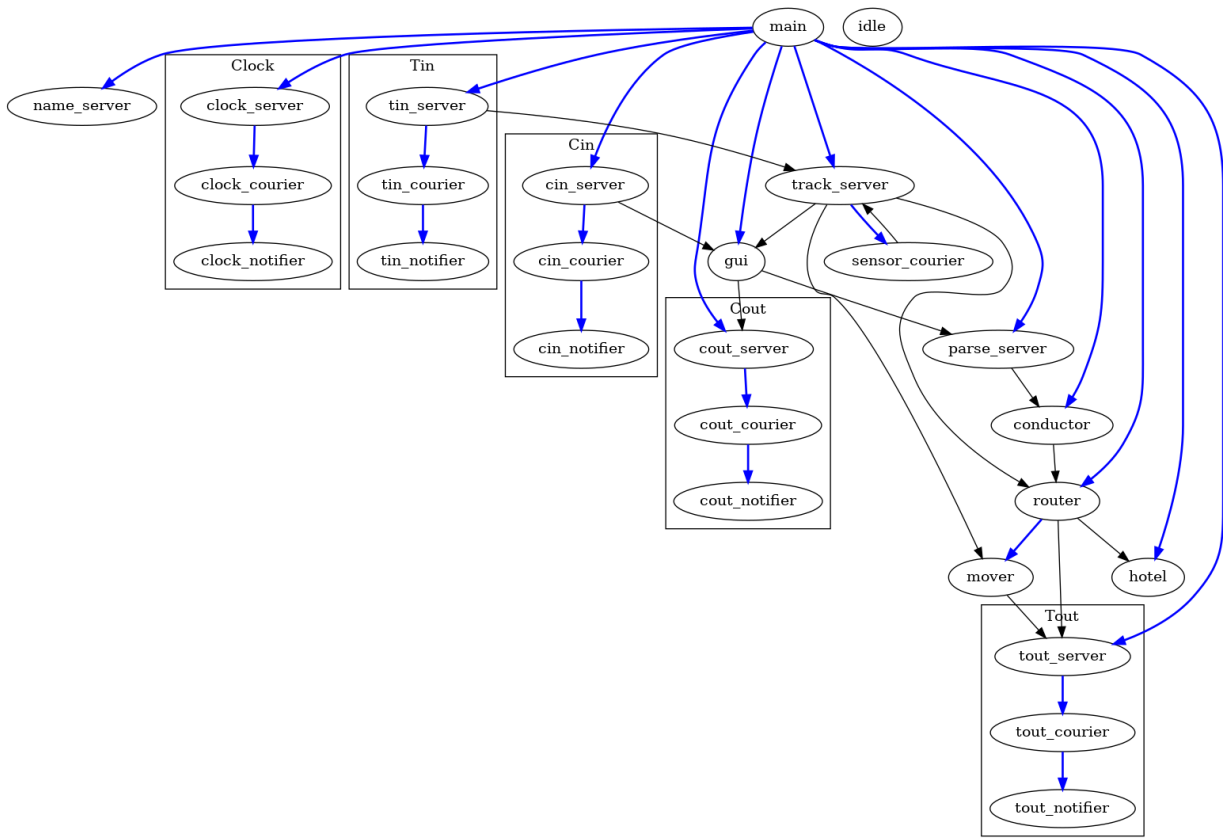 main
idle
Clock
Tin
name_server
clock_server
tin_server
Cin
clock_courier
tin_courier
cin_server
track_server
clock_notifier
tin_notifier
cin_courier
gui
sensor_courier
Cout
cin_notifier
cout_server
parse_server
cout_courier
conductor
cout_notifier
router
mover
hotel
Tout
tout_server
tout_courier
tout_notifier